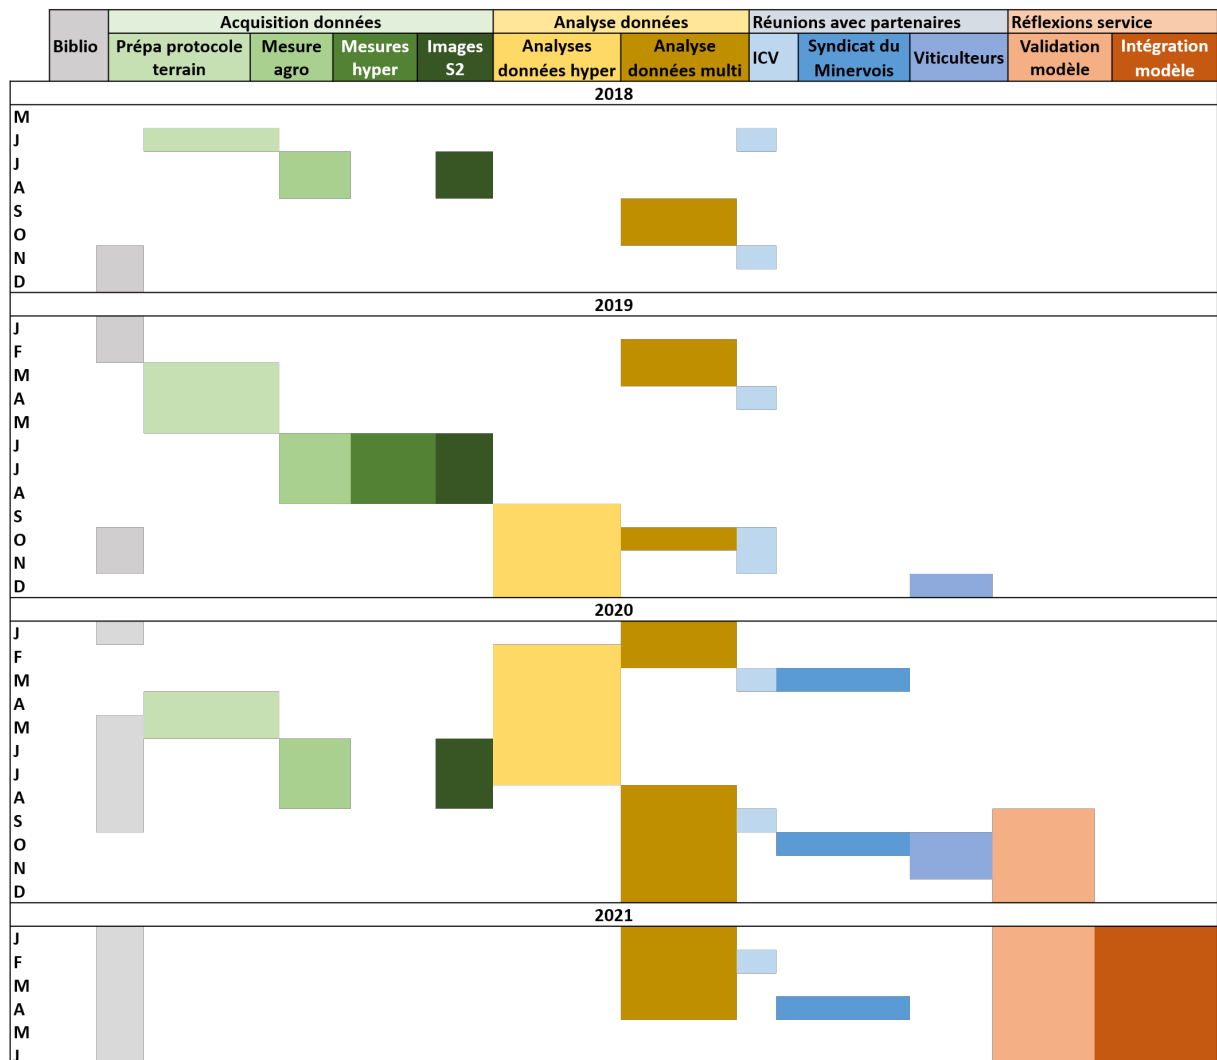 Acquisition données
Analyse données
Réunions avec partenaires
Réflexions service
Biblio
Prépa protocole
terrain
Mesure
agro
Mesures
hyper
Images
S2
Analyses
données hyper
Analyse
données multi
ICV
Syndicat du
Minervois
Viticulteurs
Validation
modèle
Intégration
modèle
2018
M
J
J
A
S
O
N
D
2019
J
F
M
A
M
J
J
A
S
O
N
D
2020
J
F
M
A
M
J
J
A
S
O
N
D
2021
J
F
M
A
M
J